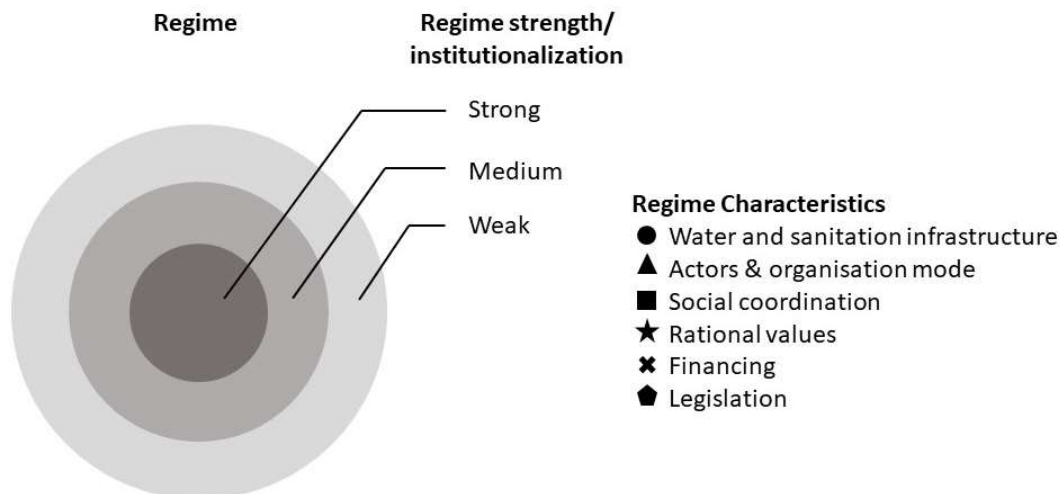 Regime
Regime strength/
institutionalization
Strong
Medium
Weak
Regime Characteristics
Water and sanitation infrastructure
Actors & organisation mode
Social coordination
Rational values
Financing
Legislation